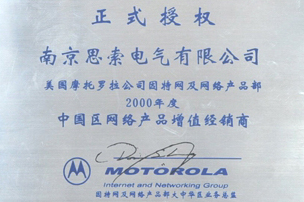 正式授权
南京思索电气有限公司
美國摩托罗拉公司因特网及网络产品部
2000年度
中国区网络产品增值经销商
MOTOROLA
Internet and Networking Group
因特网及网络产品部大中华区业务总监